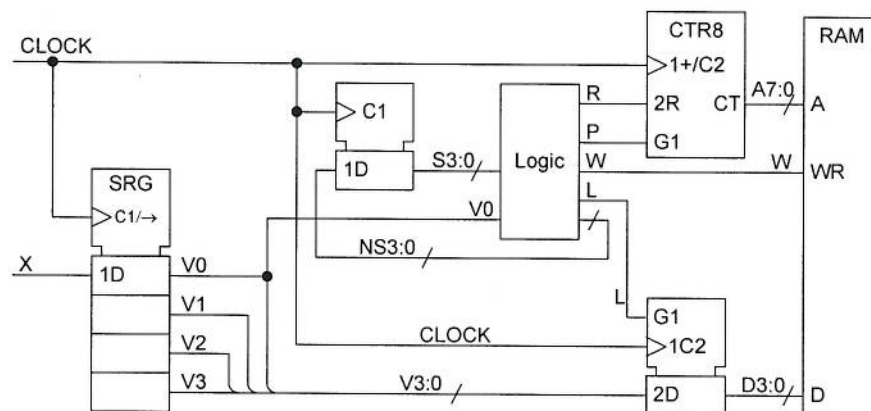 CLOCK
CTR8
RAM
1+/C2
C1
R
2R
CT
A7:0
A
P
G1
1D
S3:0
Logic
W
W
WR
SRG
L
C1/→
V0
NS3:0
X
1D
V0
V1
L
G1
V2
CLOCK
1C2
V3
V3:0
2D
D3:0
D